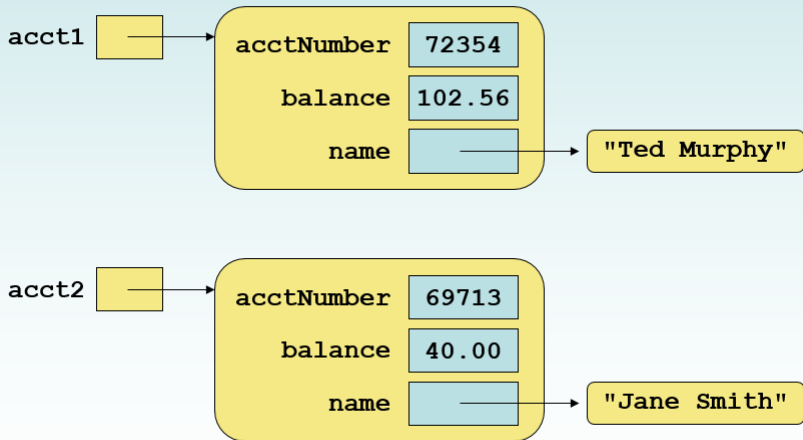 acct1
acctNumber 72354
balance 102.56
name "Ted Murphy"
acct2
acctNumber 69713
balance 40.00
name "Jane Smith"